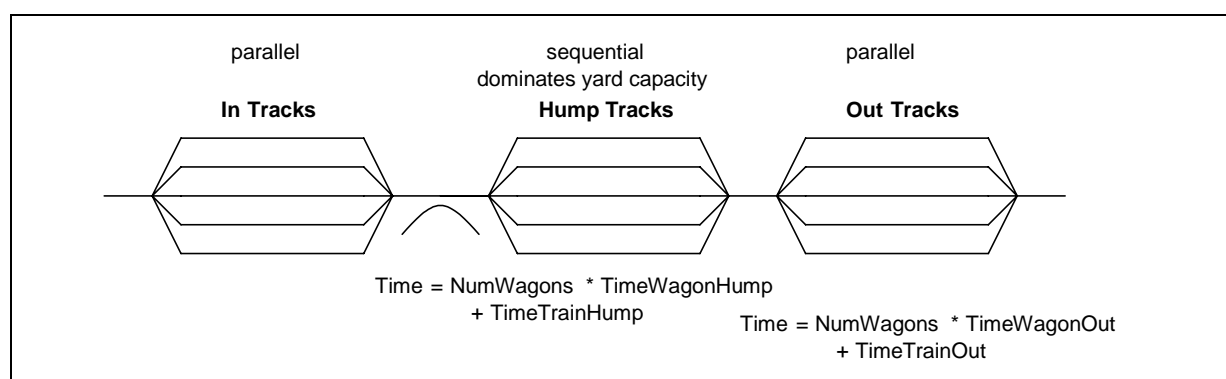 parallel
sequential
dominates yard capacity
parallel
In Tracks
Hump Tracks
Out Tracks
Time = NumWagons * TimeWagonHump
+ TimeTrainHump
Time = NumWagons * TimeWagonOut
+ TimeTrainOut